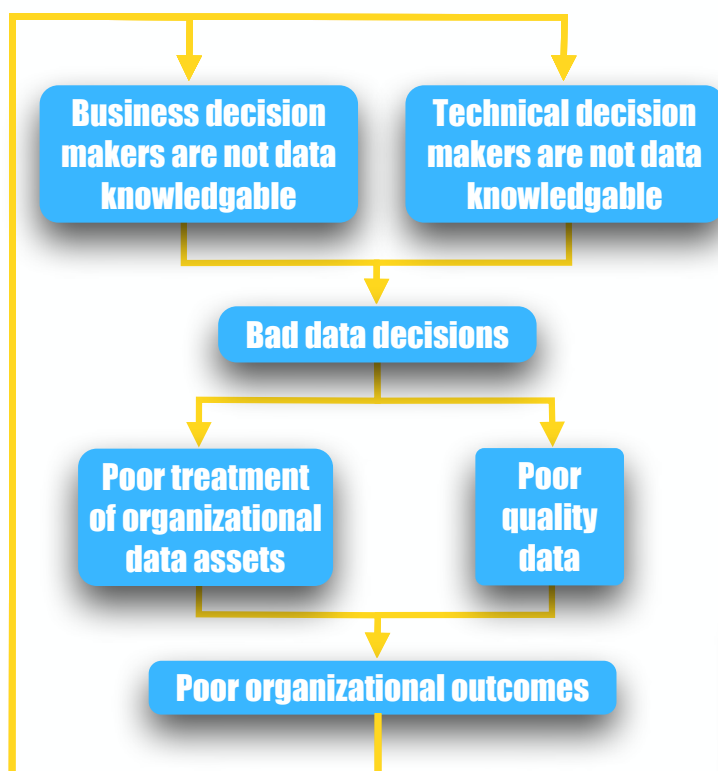 Business decision
makers are not data
knowledgable
Technical decision
makers are not data
knowledgable
Bad data decisions
Poor treatment
of organizational
data assets
Poor
quality
data
Poor organizational outcomes